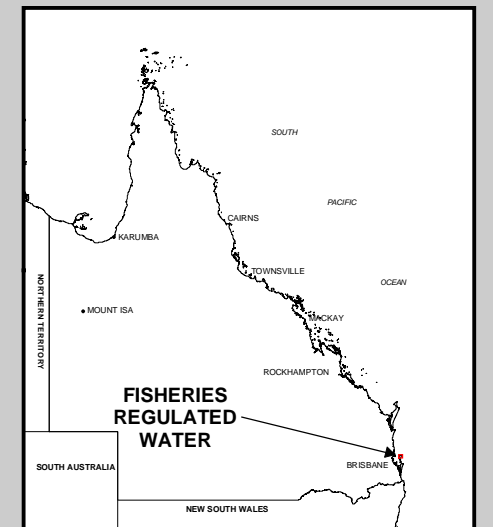 SOUTH
PACIFIC
OCEAN
CAIRNS
KARUMBA
TOWNSVILLE
NORTHERN TERRITORY
MOUNT ISA
MACKAY
ROCKHAMPTON
FISHERIES
REGULATED
WATER
BRISBANE
SOUTH AUSTRALIA
NEW SOUTH WALES